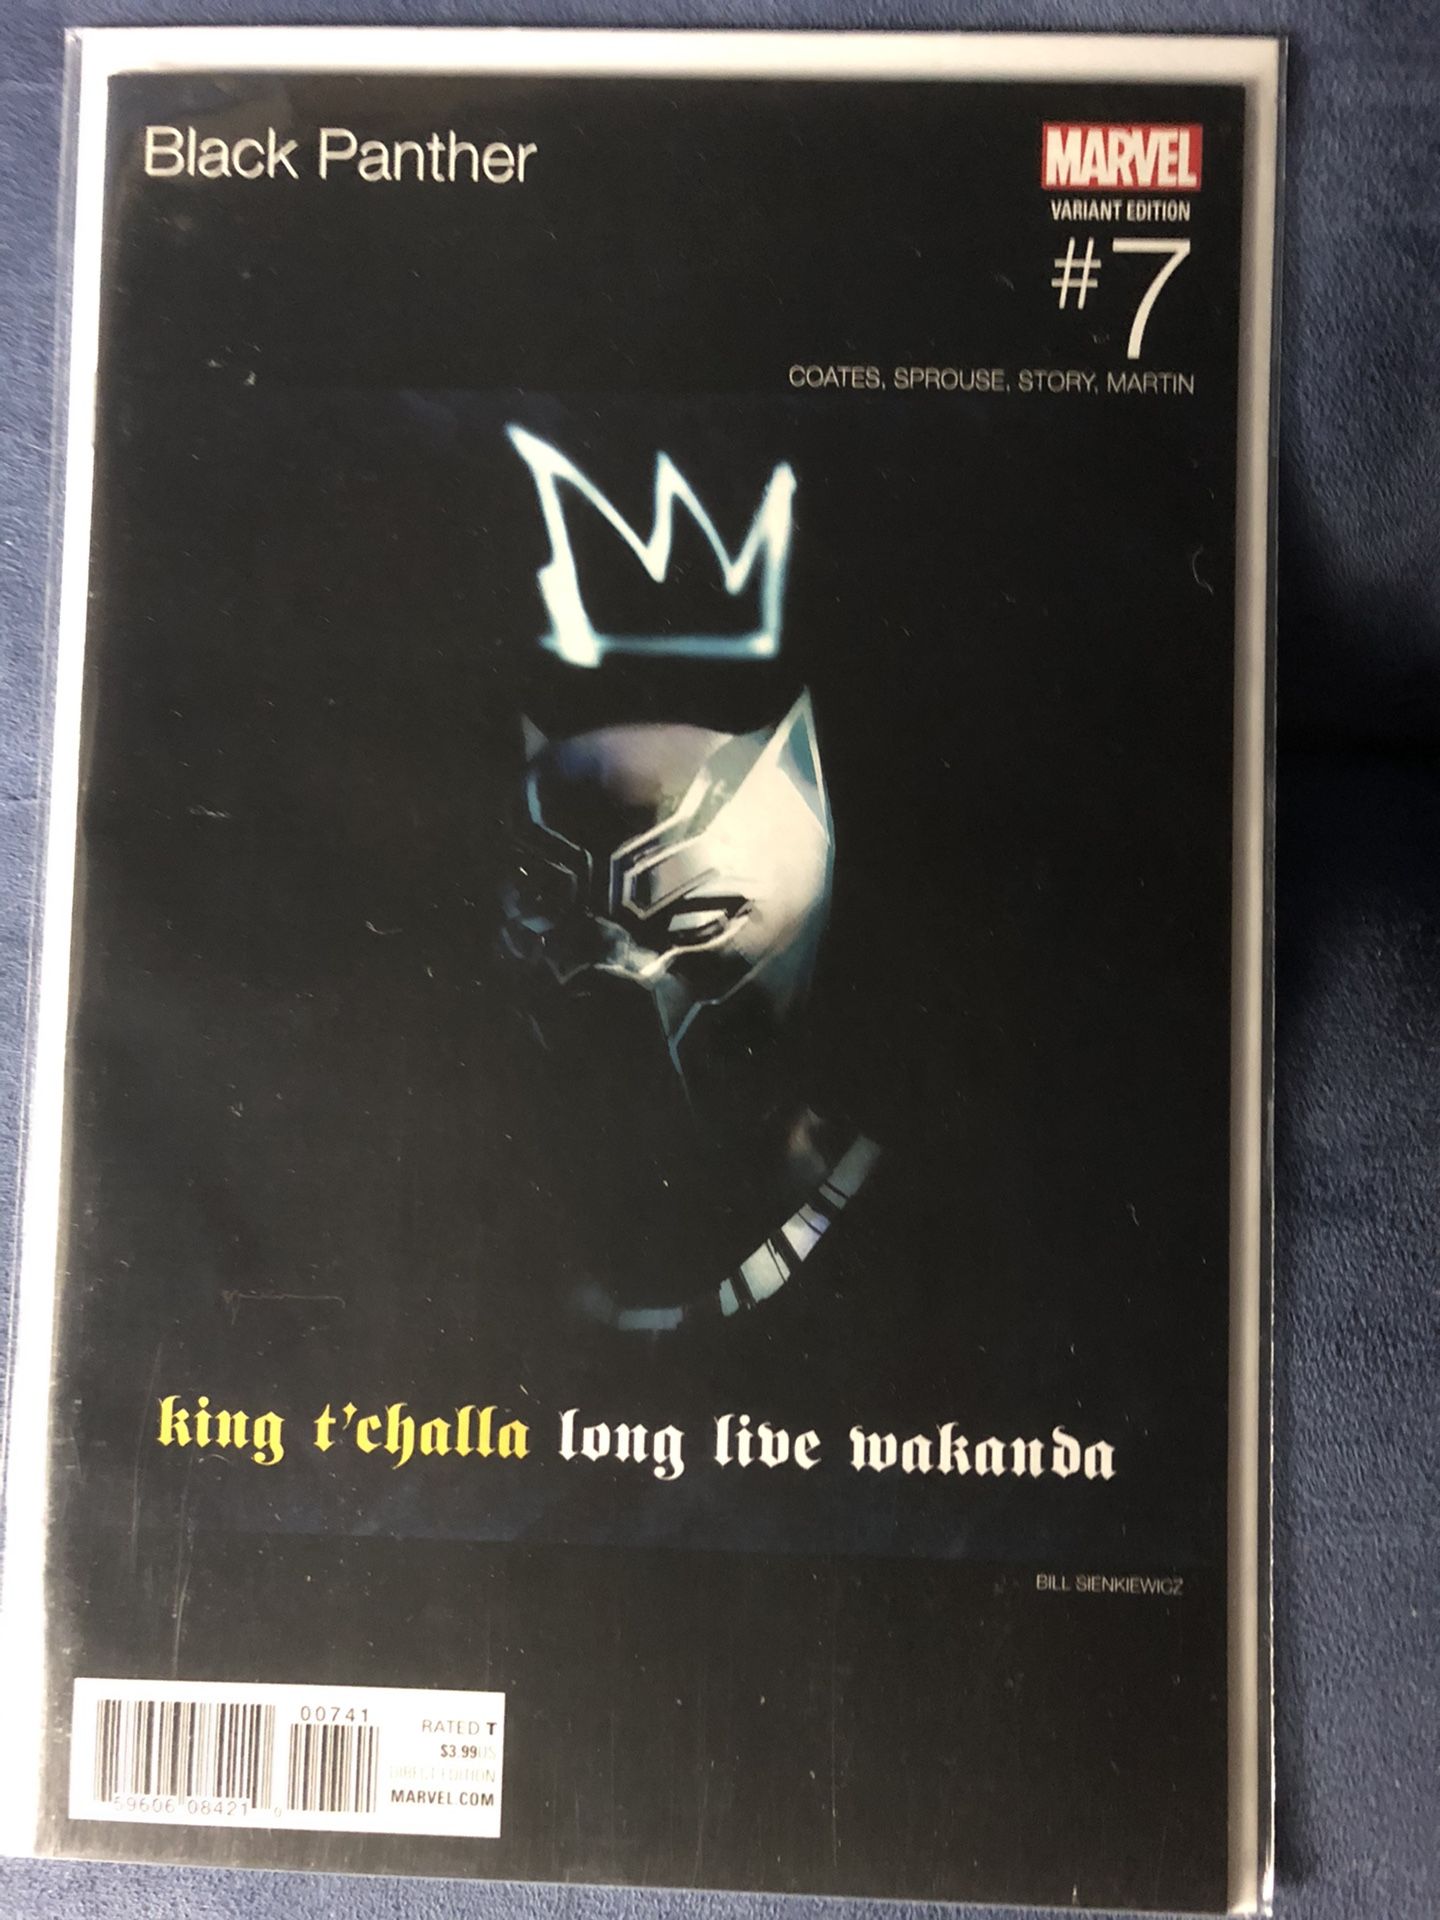 Black Panther
MARVEL
VARIANT EDITION
#7
COATES, SPROUSE, STORY, MARTIN
king t'challa long live wakanda
BILL SIENKIEWICZ
00741
RATED T
$3.99US
DIRECT EDITION
MARVEL.COM
59606 08421 0